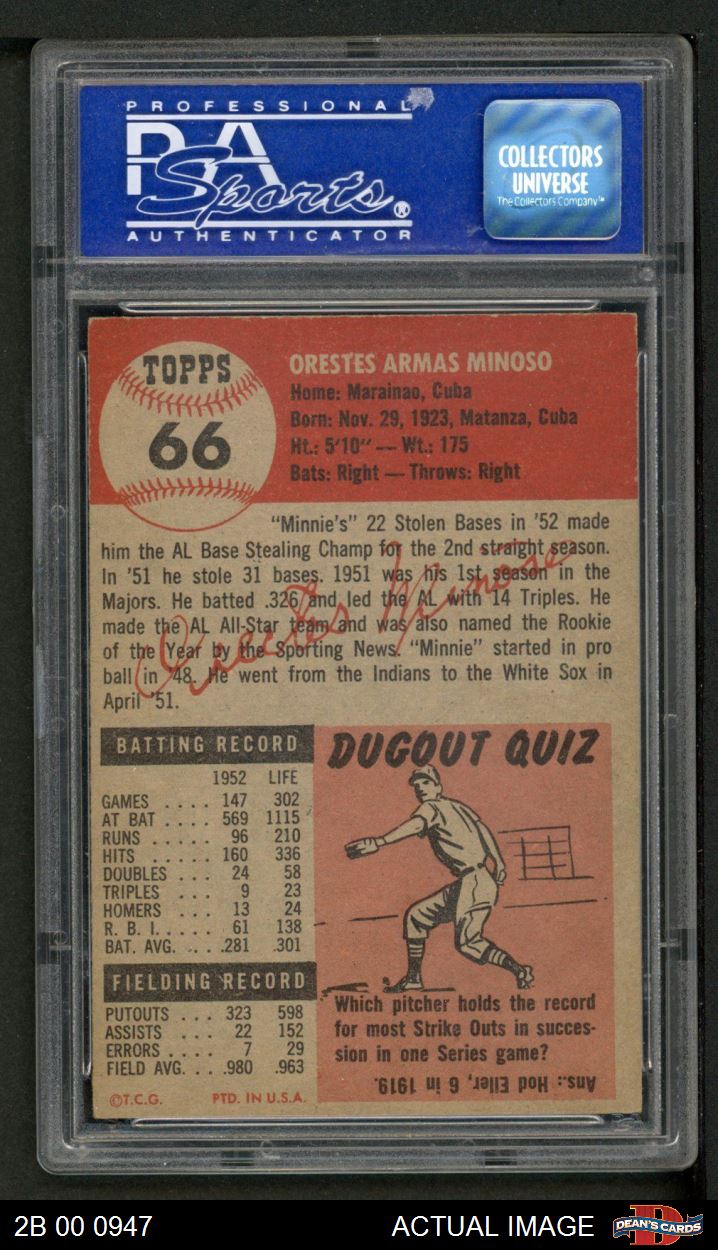 PROFESSIONAL
PSA
Sports®
AUTHENTICATOR
COLLECTORS
UNIVERSE
The Collectors Company™
TOPPS
66
ORESTES ARMAS MINOSO
Home: Marainao, Cuba
Born: Nov. 29, 1923, Matanza, Cuba
Ht.: 5'10" — Wt.: 175
Bats: Right — Throws: Right
"Minnie's" 22 Stolen Bases in '52 made
him the AL Base Stealing Champ for the 2nd straight season.
In '51 he stole 31 bases. 1951 was his 1st season in the
Majors. He batted .326 and led the AL with 14 Triples. He
made the AL All-Star team and was also named the Rookie
of the Year by the Sporting News. "Minnie" started in pro
ball in '48. He went from the Indians to the White Sox in
April '51.
Orestes Minoso
BATTING RECORD
1952 LIFE
GAMES .... 147 302
AT BAT .... 569 1115
RUNS ..... 96 210
HITS ..... 160 336
DOUBLES ... 24 58
TRIPLES ... 9 23
HOMERS ... 13 24
R. B. I. .... 61 138
BAT. AVG. ... .281 .301
FIELDING RECORD
PUTOUTS ... 323 598
ASSISTS ... 22 152
ERRORS .... 7 29
FIELD AVG. ... .980 .963
©T.C.G. PTD. IN U.S.A.
DUGOUT QUIZ
Which pitcher holds the record
for most Strike Outs in succes-
sion in one Series game?
Ans.: Hod Eller, 6 in 1919.
2B 00 0947
ACTUAL IMAGE
DEAN'S CARDS